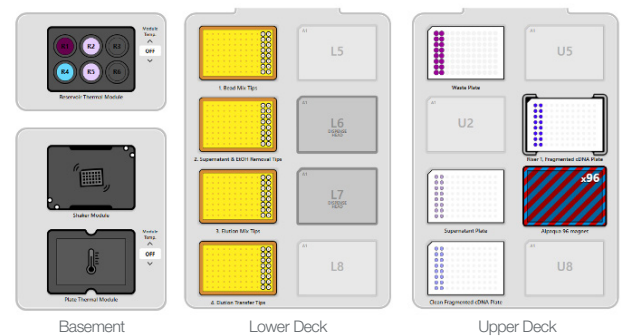 R1 R2 R3
R4 R5 R6
Module
Temp.
OFF
Reservoir Thermal Module
Shaker Module
Module
Temp.
OFF
Plate Thermal Module
Basement
1. Bead Mix Tips
A1
L5
2. Supernatant & EtOH Removal Tips
A1
L6
3. Elution Mix Tips
A1
L7
4. Elution Transfer Tips
A1
L8
Lower Deck
Waste Plate
A1
U5
A1
U2
Riser 1: Fragmented cDNA Plate
Supernatant Plate
x96
Alpaqua 96 magnet
Clean Fragmented cDNA Plate
A1
U8
Upper Deck